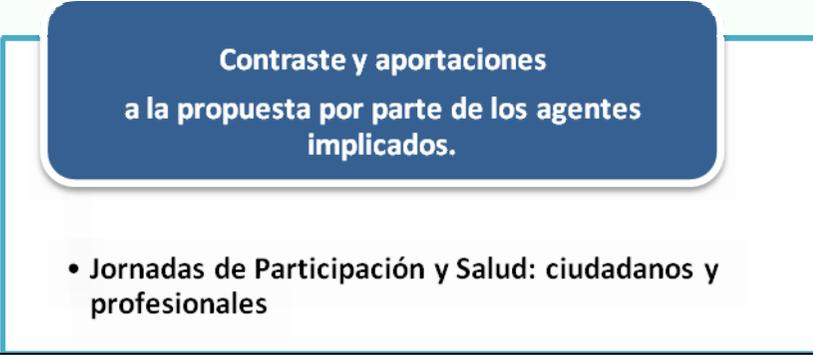 Contraste y aportaciones
a la propuesta por parte de los agentes
implicados.
• Jornadas de Participación y Salud: ciudadanos y
profesionales